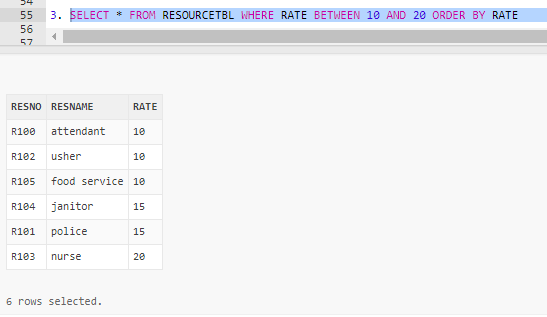 54
55 3. SELECT * FROM RESOURCETBL WHERE RATE BETWEEN 10 AND 20 ORDER BY RATE
56
57
RESNO RESNAME RATE
R100 attendant 10
R102 usher 10
R105 food service 10
R104 janitor 15
R101 police 15
R103 nurse 20
6 rows selected.